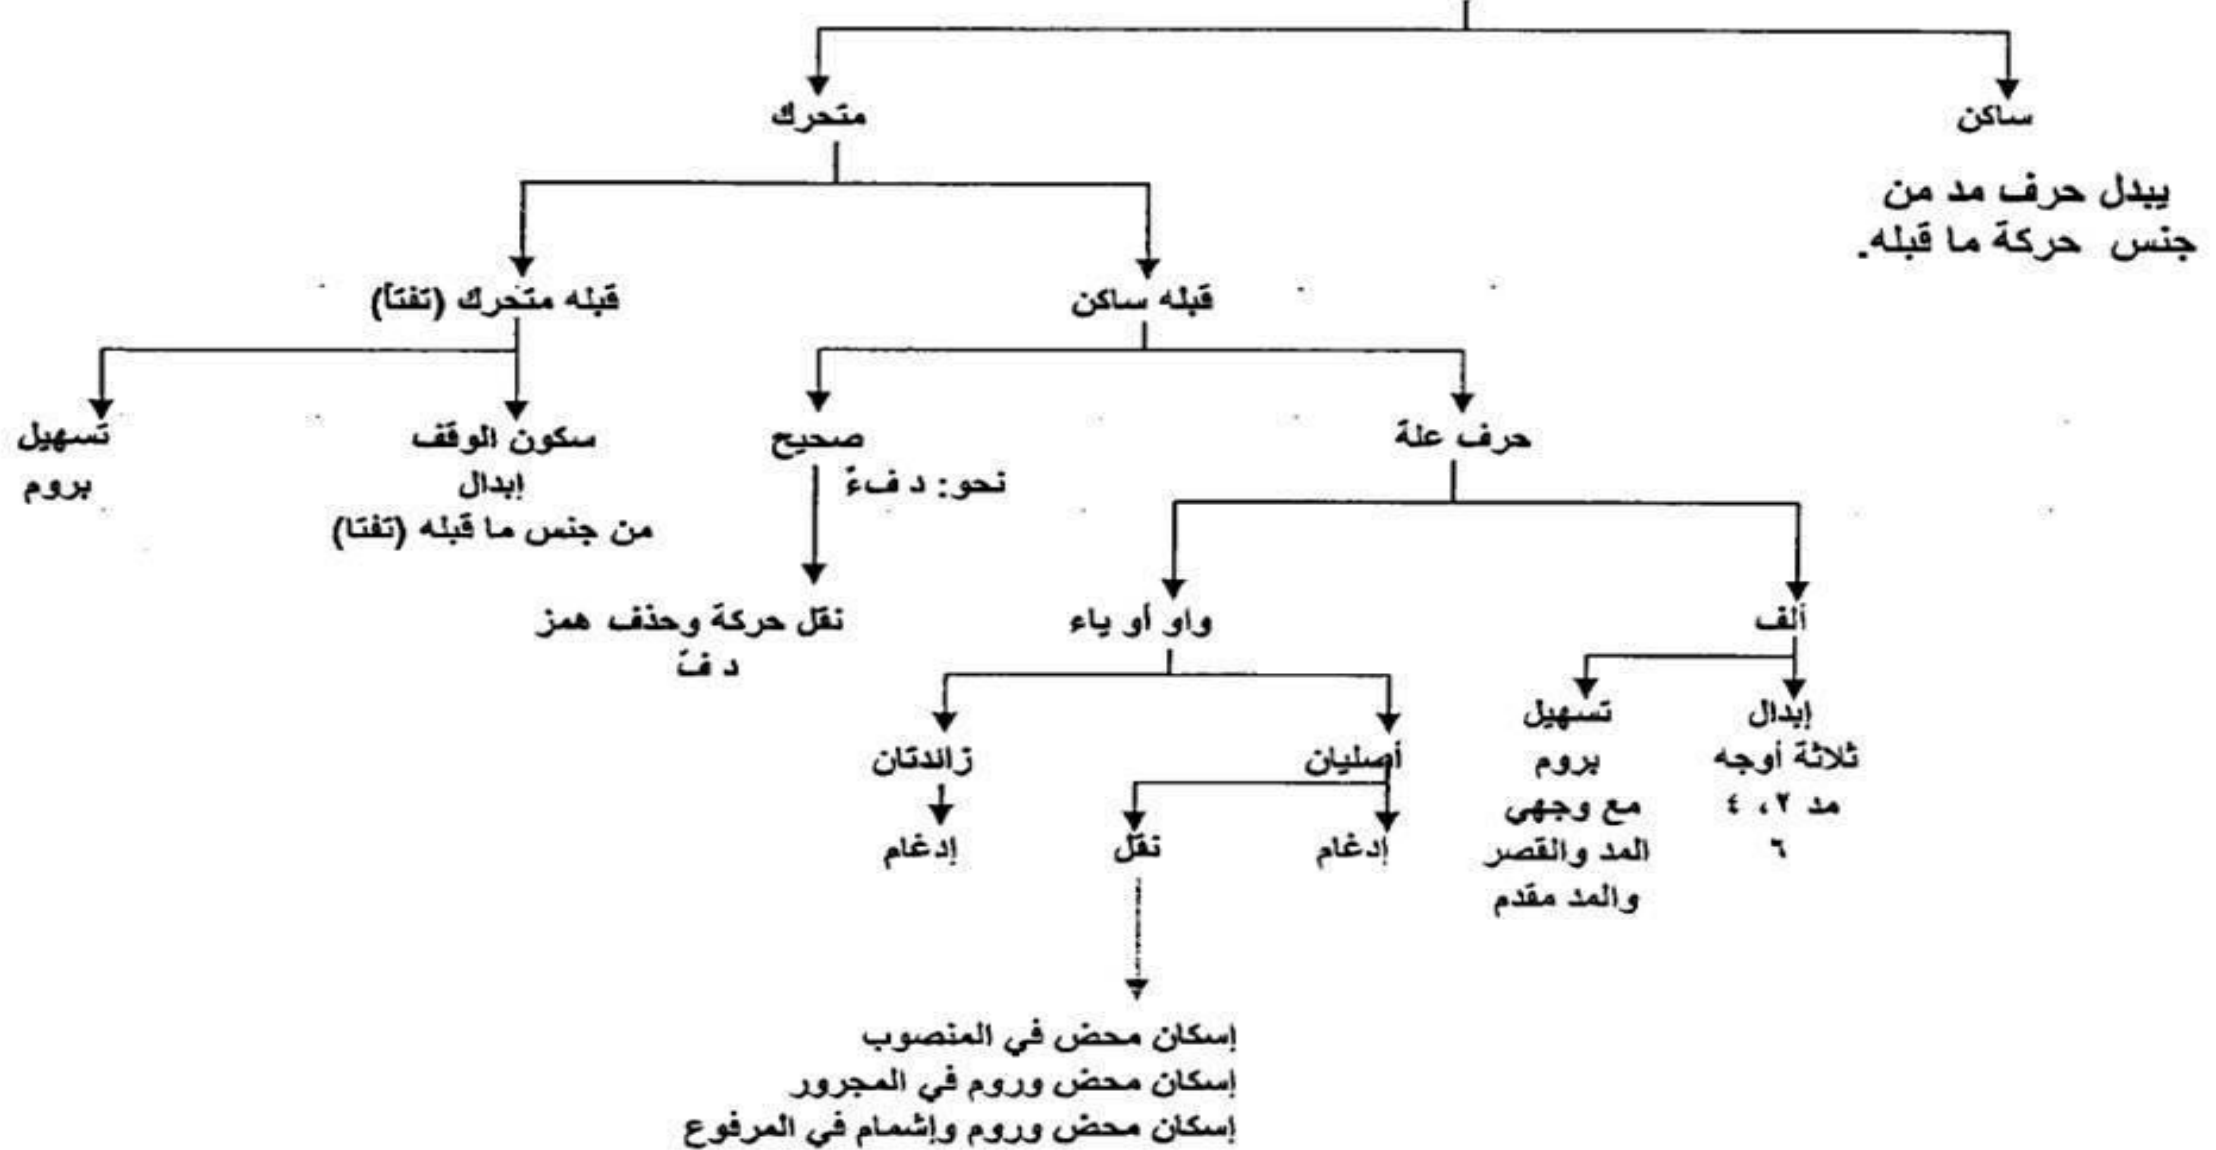 ساكن
يبدل حرف مد من
جنس حركة ما قبله.
متحرك
قبله ساكن
قبله متحرك (تفتأ)
حرف علة
صحيح
نحو: د فءٌ
نقل حركة وحذف همز
د فٌ
سكون الوقف
إبدال
من جنس ما قبله (تفتا)
تسهيل
بروم
ألف
إبدال
ثلاثة أوجه
مد ٢، ٤
٦
تسهيل
بروم
مع وجهي
المد والقصر
والمد مقدم
واو أو ياء
أصليان
إدغام
نقل
زائدتان
إدغام
إسكان محض في المنصوب
إسكان محض وروم في المجرور
إسكان محض وروم وإشمام في المرفوع